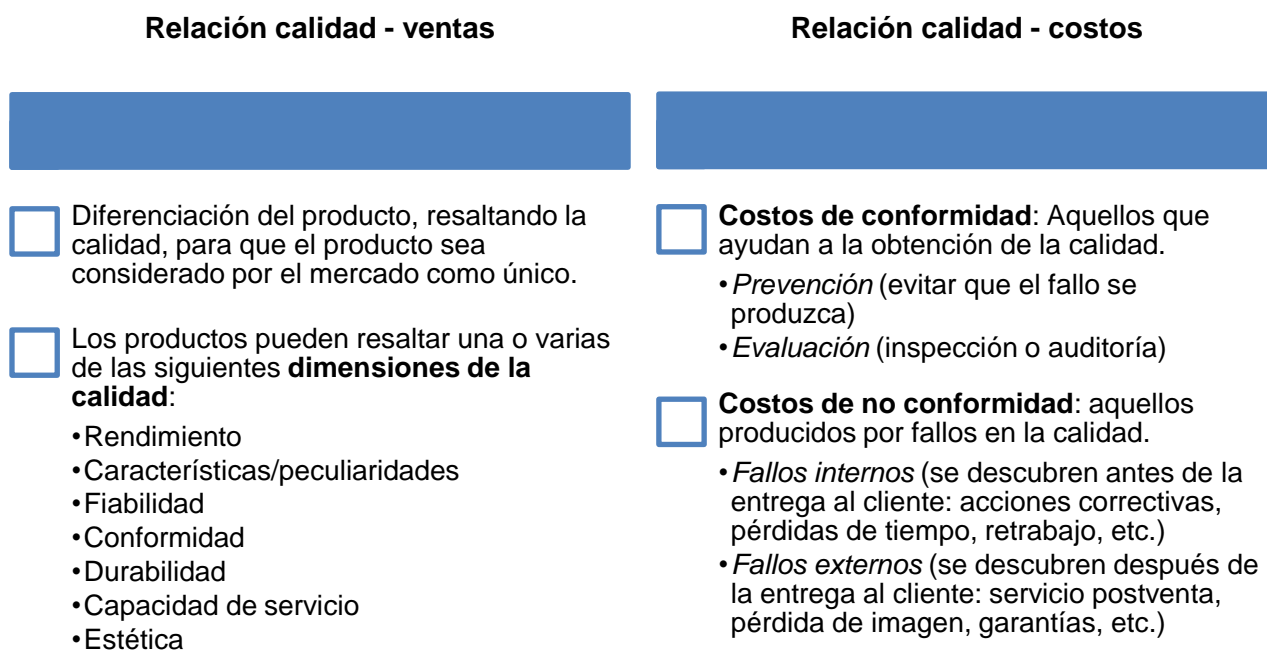 Relación calidad - ventas
Diferenciación del producto, resaltando la
calidad, para que el producto sea
considerado por el mercado como único.
Los productos pueden resaltar una o varias
de las siguientes dimensiones de la
calidad:
•Rendimiento
•Características/peculiaridades
•Fiabilidad
•Conformidad
•Durabilidad
•Capacidad de servicio
•Estética
Relación calidad - costos
Costos de conformidad: Aquellos que
ayudan a la obtención de la calidad.
•Prevención (evitar que el fallo se
produzca)
•Evaluación (inspección o auditoría)
Costos de no conformidad: aquellos
producidos por fallos en la calidad.
•Fallos internos (se descubren antes de la
entrega al cliente: acciones correctivas,
pérdidas de tiempo, retrabajo, etc.)
•Fallos externos (se descubren después de
la entrega al cliente: servicio postventa,
pérdida de imagen, garantías, etc.)